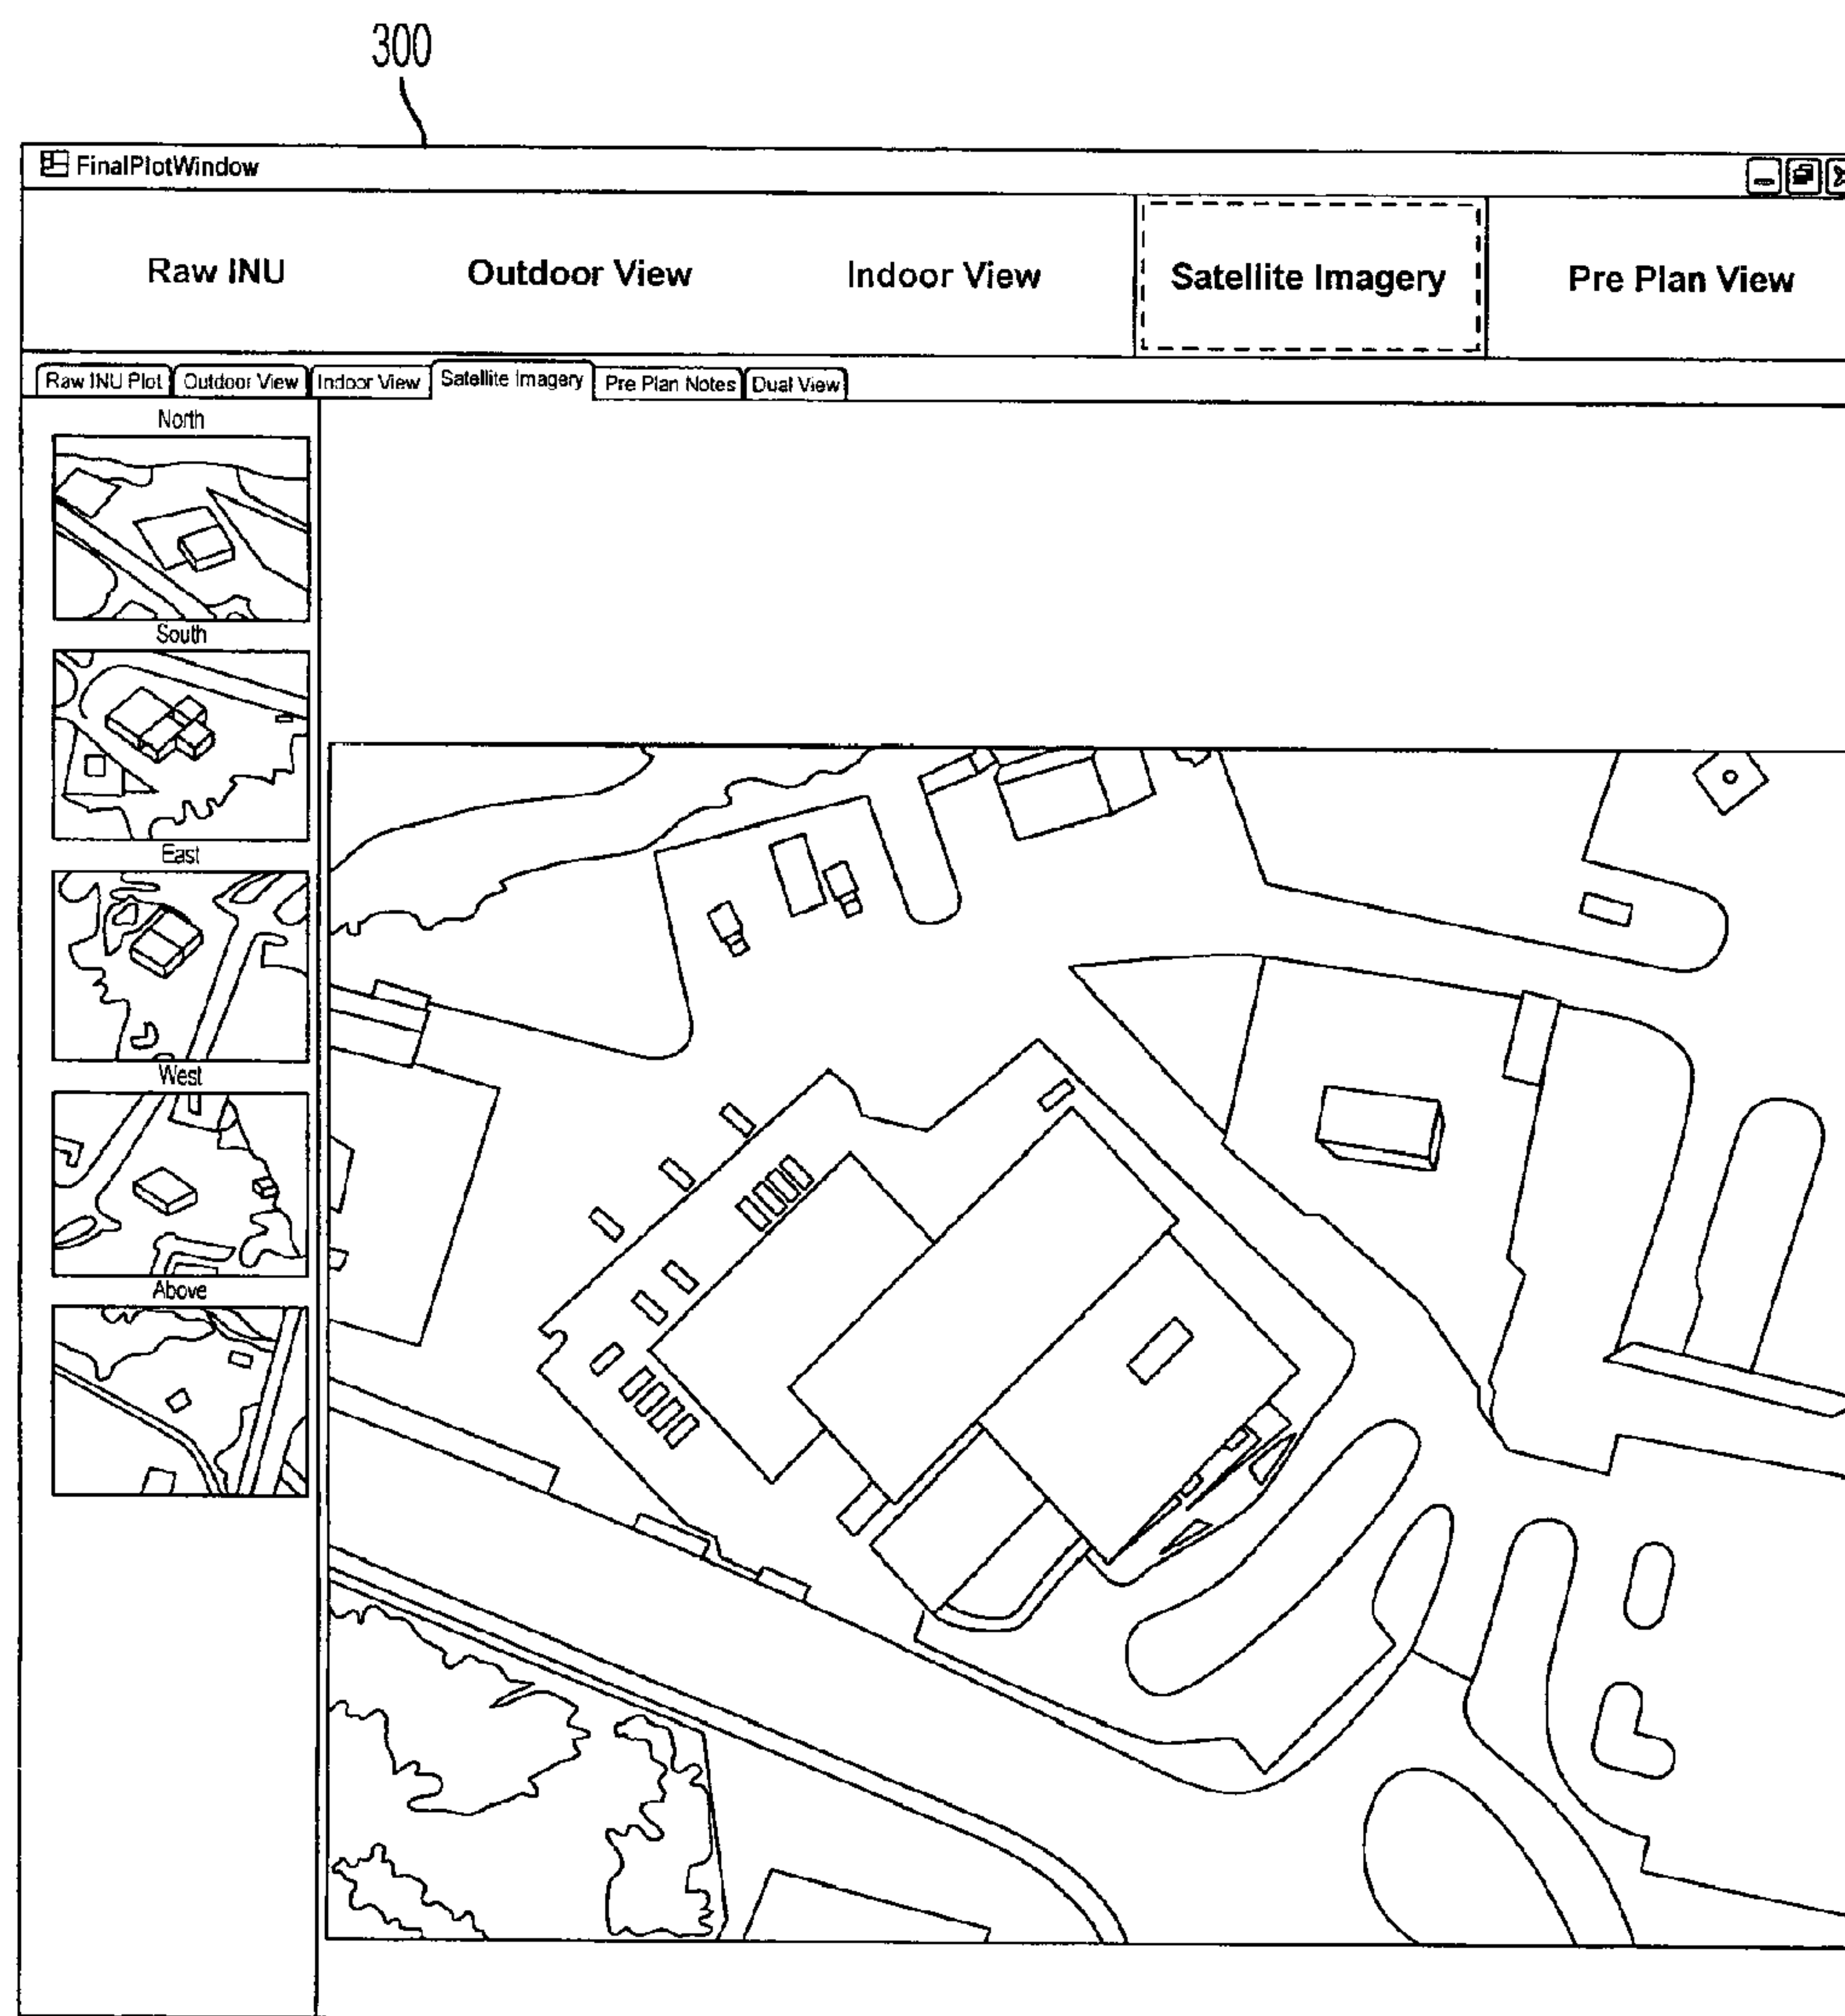 300
FinalPlotWindow
Raw INU Outdoor View Indoor View Satellite Imagery Pre Plan View
Raw INU Plot Outdoor View Indoor View Satellite Imagery Pre Plan Notes Dual View
North
South
East
West
Above